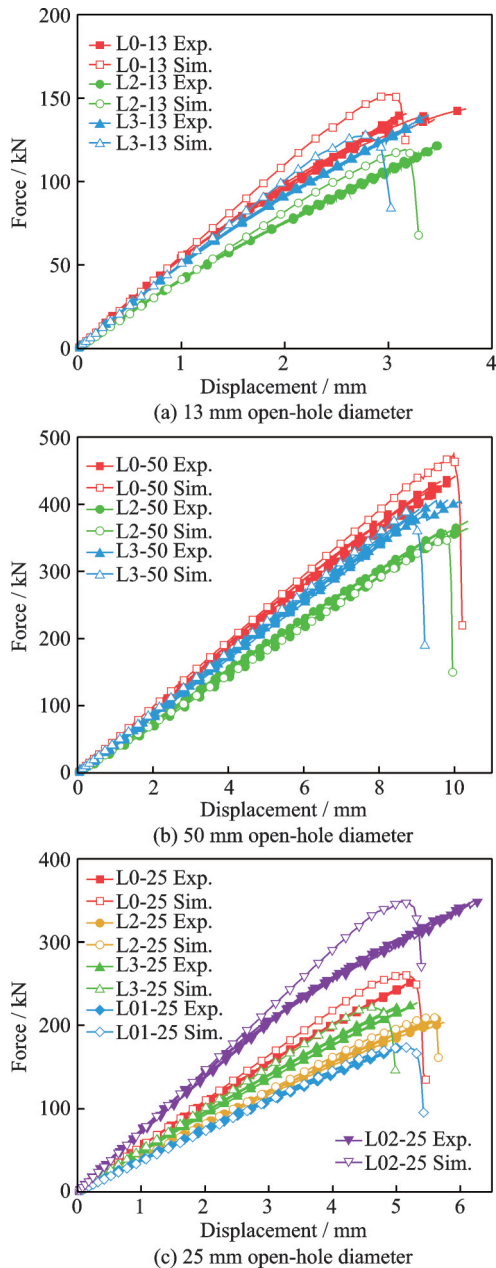 200
150
100
50
0
Force / kN
L0-13 Exp.
L0-13 Sim.
L2-13 Exp.
L2-13 Sim.
L3-13 Exp.
L3-13 Sim.
0 1 2 3 4
Displacement / mm
(a) 13 mm open-hole diameter
500
400
300
200
100
0
Force / kN
L0-50 Exp.
L0-50 Sim.
L2-50 Exp.
L2-50 Sim.
L3-50 Exp.
L3-50 Sim.
0 2 4 6 8 10
Displacement / mm
(b) 50 mm open-hole diameter
400
300
200
100
0
Force / kN
L0-25 Exp.
L0-25 Sim.
L2-25 Exp.
L2-25 Sim.
L3-25 Exp.
L3-25 Sim.
L01-25 Exp.
L01-25 Sim.
L02-25 Exp.
L02-25 Sim.
0 1 2 3 4 5 6
Displacement / mm
(c) 25 mm open-hole diameter